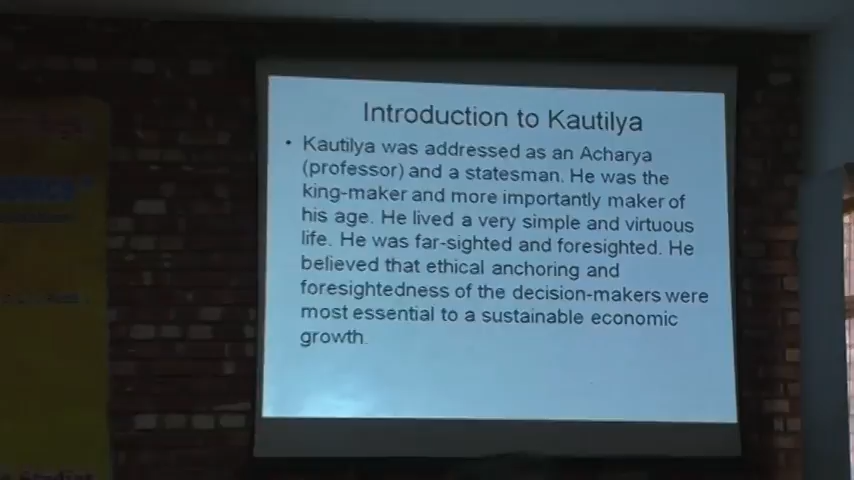 Introduction to Kautilya
• Kautilya was addressed as an Acharya
(professor) and a statesman. He was the
king-maker and more importantly maker of
his age. He lived a very simple and virtuous
life. He was far-sighted and foresighted. He
believed that ethical anchoring and
foresightedness of the decision-makers were
most essential to a sustainable economic
growth.